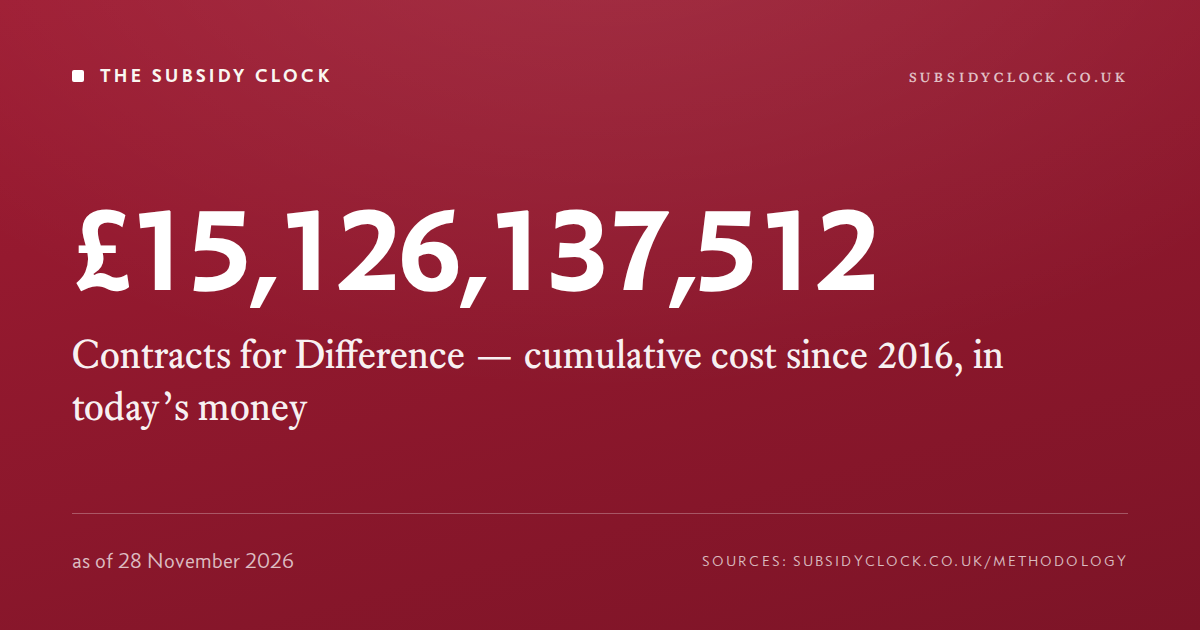 THE SUBSIDY CLOCK
SUBSIDYCLOCK.CO.UK
£15,126,137,512
Contracts for Difference — cumulative cost since 2016, in
today’s money
as of 28 November 2026
SOURCES: SUBSIDYCLOCK.CO.UK/METHODOLOGY